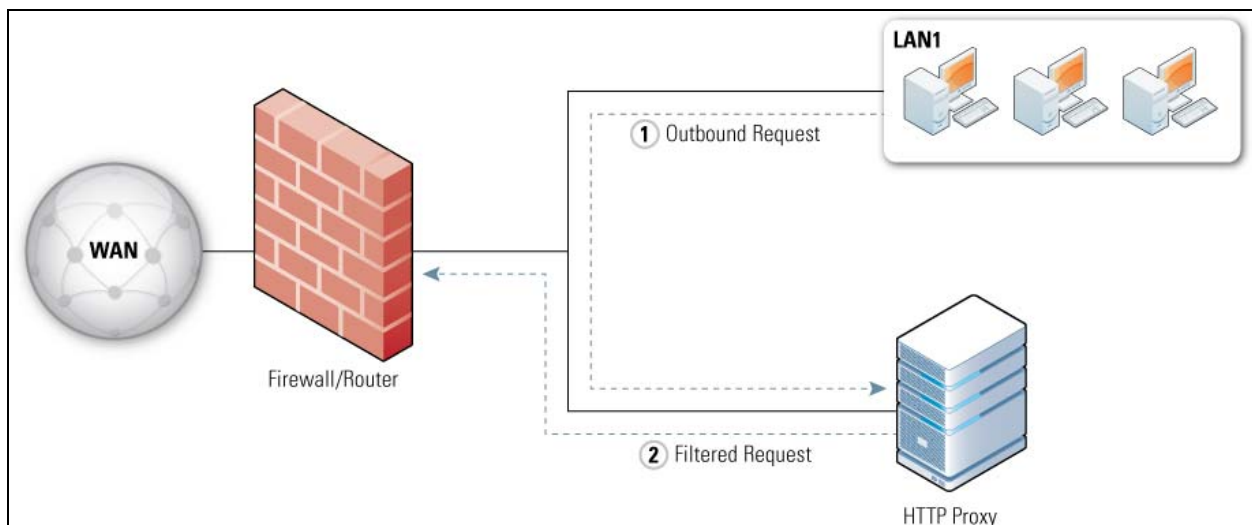 LAN1
1 Outbound Request
WAN
Firewall/Router
2 Filtered Request
HTTP Proxy